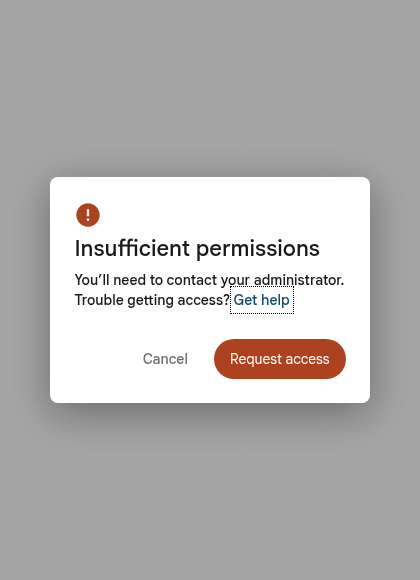 Insufficient permissions
You’ll need to contact your administrator.
Trouble getting access? Get help
Cancel
Request access